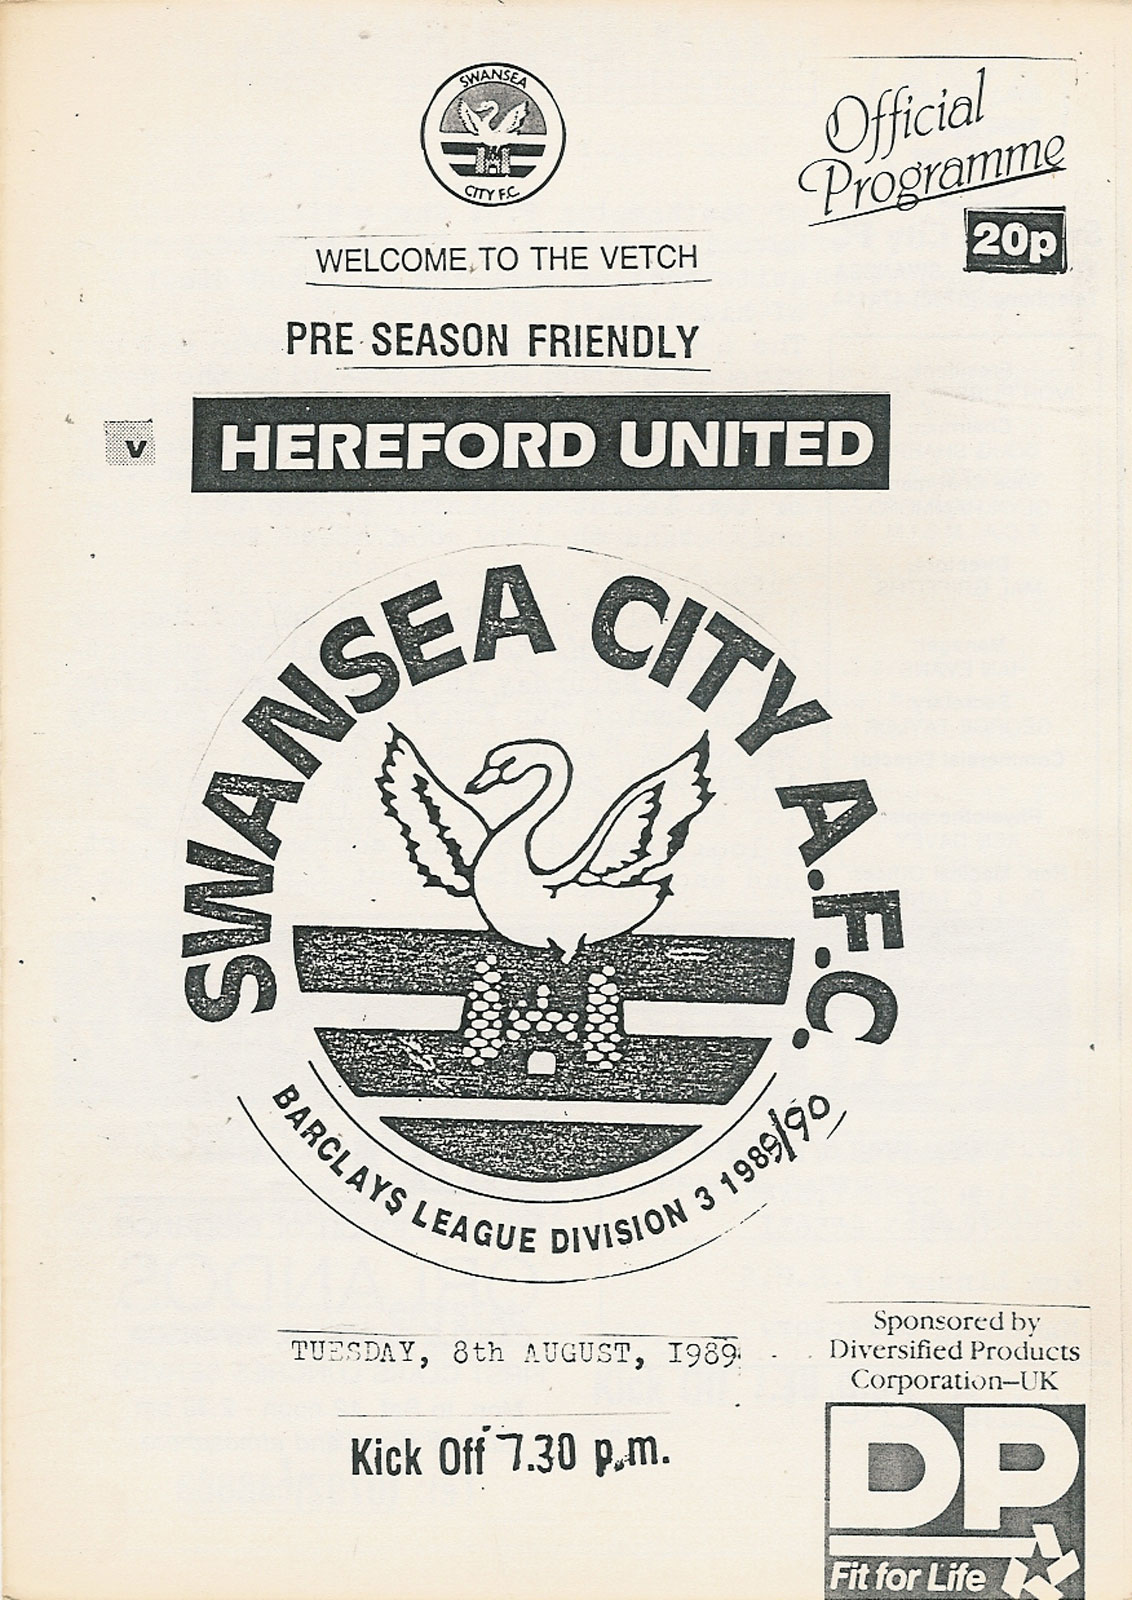 SWANSEA
CITY F.C.
Official
Programme
20p
WELCOME TO THE VETCH
PRE SEASON FRIENDLY
v HEREFORD UNITED
SWANSEA CITY A.F.C.
BARCLAYS LEAGUE DIVISION 3 1989/90
TUESDAY, 8th AUGUST, 1989.
Kick Off 7.30 p.m.
Sponsored by
Diversified Products
Corporation–UK
DP
Fit for Life